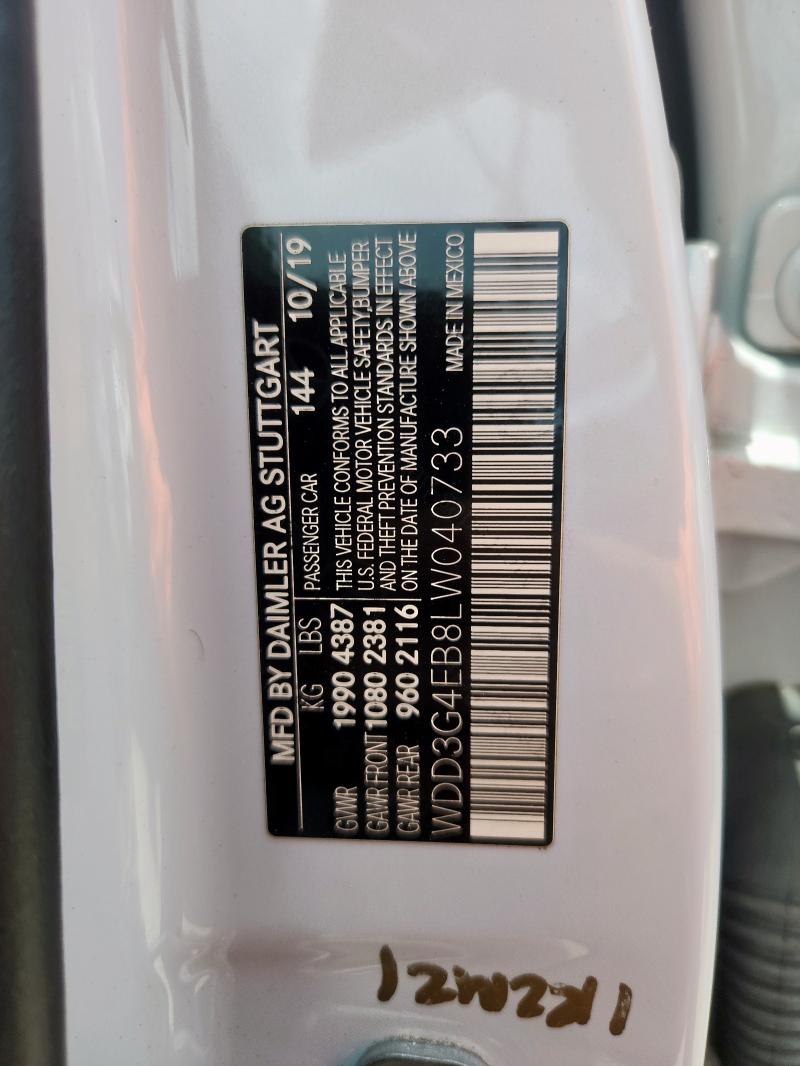 MFD BY DAIMLER AG STUTTGART
KG LBS PASSENGER CAR 144 10/19
GVWR 1990 4387 THIS VEHICLE CONFORMS TO ALL APPLICABLE
GAWR FRONT 1080 2381 U.S. FEDERAL MOTOR VEHICLE SAFETY,BUMPER
GAWR REAR 960 2116 AND THEFT PREVENTION STANDARDS IN EFFECT
ON THE DATE OF MANUFACTURE SHOWN ABOVE
WDD3G4EB8LW040733 MADE IN MEXICO